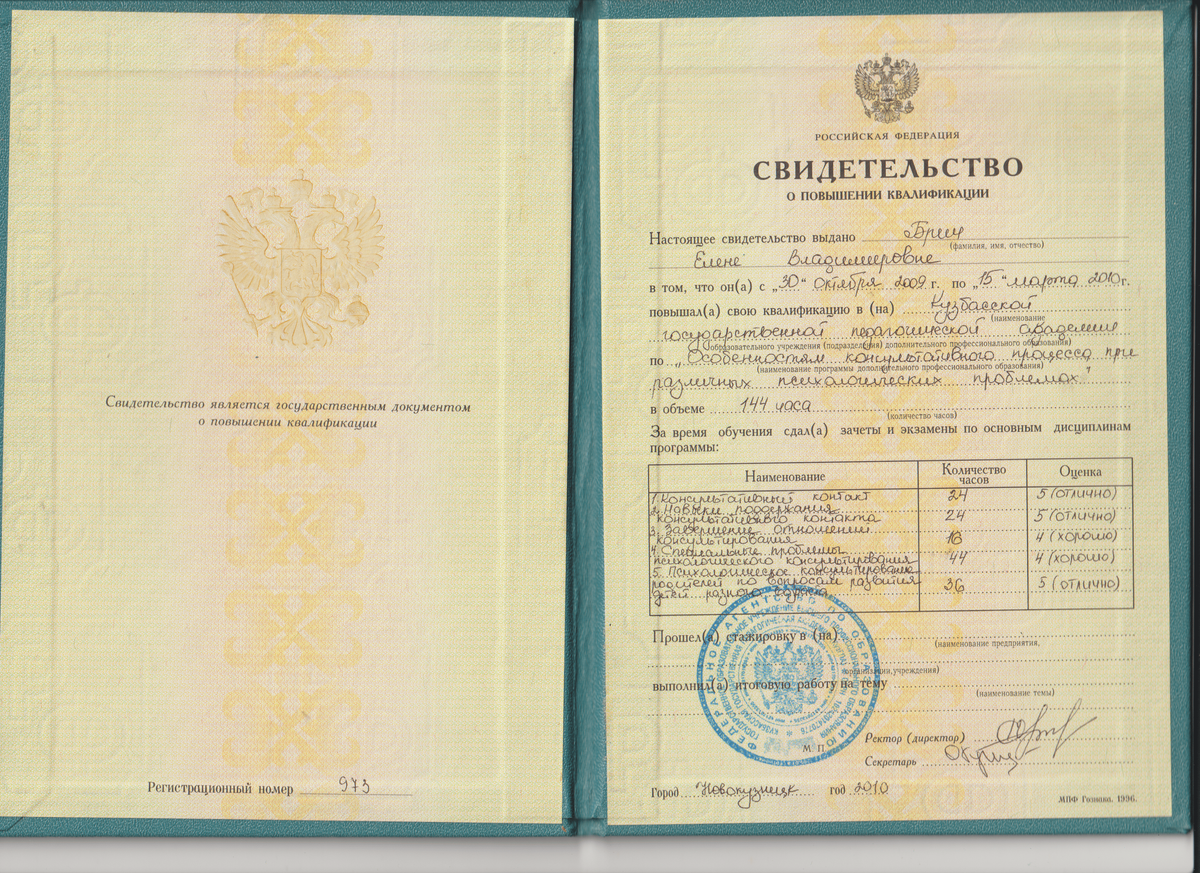 Свидетельство является государственным документом
о повышении квалификации
Регистрационный номер 973
РОССИЙСКАЯ ФЕДЕРАЦИЯ
СВИДЕТЕЛЬСТВО
О ПОВЫШЕНИИ КВАЛИФИКАЦИИ
Настоящее свидетельство выдано Брич
(фамилия, имя, отчество)
Елене Владимировне
в том, что он(а) с „30“ октября 2009 г. по „15“ марта 2010г.
повышал(а) свою квалификацию в (на) Кузбасской
(наименование
государственной педагогической академии
образовательного учреждения (подразделения) дополнительного профессионального образования)
по „Особенностям консультативного процесса при
(наименование программы дополнительного профессионального образования)
различных психологических проблемах"
в объеме 144 часа
(количество часов)
За время обучения сдал(а) зачеты и экзамены по основным дисциплинам
программы:
Наименование Количество часов Оценка
1. Консультативный контакт 24 5 (отлично)
2. Навыки поддержания
консультативного контакта 24 5 (отлично)
3. Завершение отношений
консультирования 16 4 (хорошо)
4. Специальные проблемы
психологического консультирования 44 4 (хорошо)
5. Психологическое консультирование
родителей по вопросам развития 36 5 (отлично)
детей разного возраста
Прошел(а) стажировку в (на)
(наименование предприятия,
организации, учреждения)
выполнил(а) итоговую работу на тему
(наименование темы)
ФЕДЕРАЛЬНОЕ АГЕНТСТВО ПО ОБРАЗОВАНИЮ
М. П.
Ректор (директор)
Секретарь
Город Новокузнецк год 2010
МПФ Гознака. 1996.